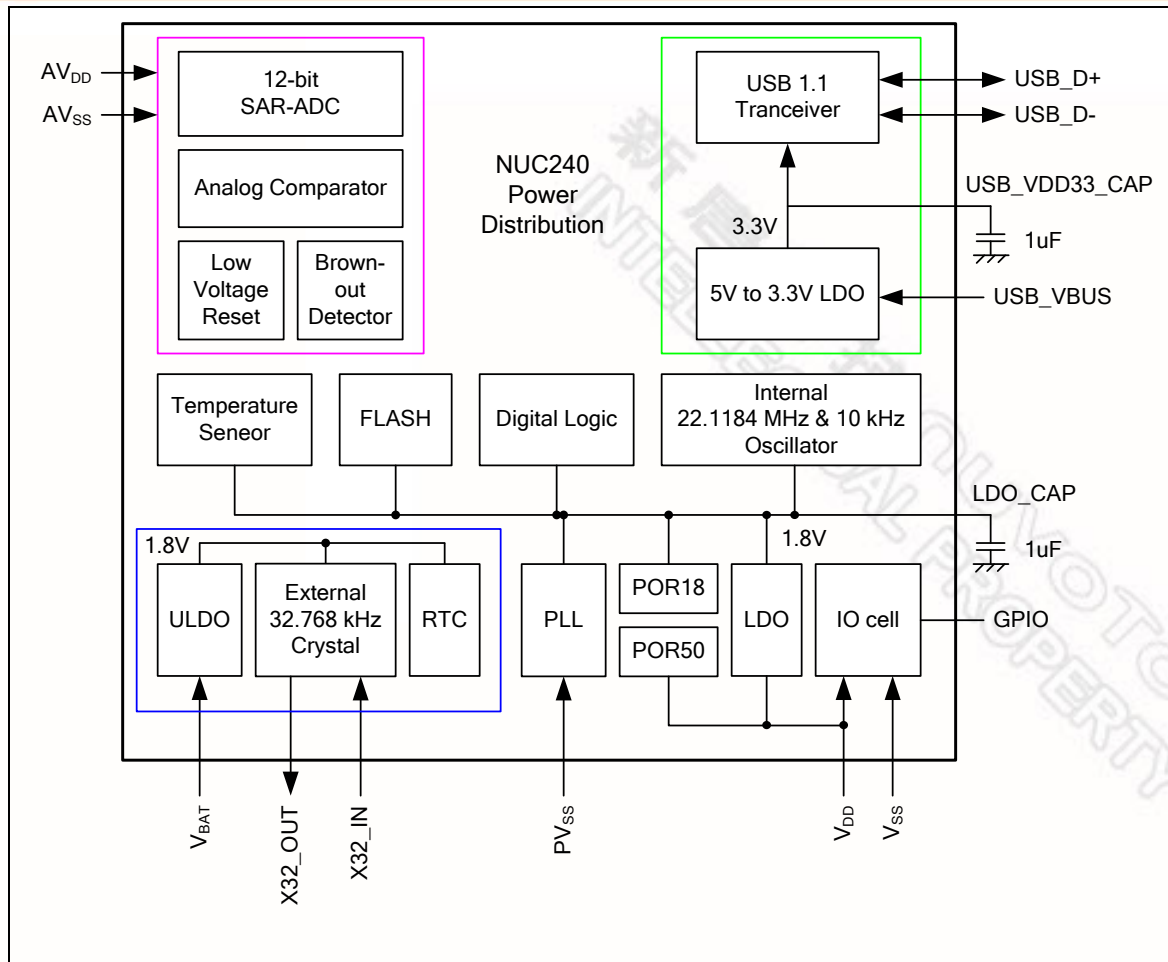 AVDD
AVSS
12-bit
SAR-ADC
Analog Comparator
Low
Voltage
Reset
Brown-
out
Detector
NUC240
Power
Distribution
USB 1.1
Tranceiver
USB_D+
USB_D-
USB_VDD33_CAP
1uF
3.3V
5V to 3.3V LDO
USB_VBUS
Temperature
Seneor
FLASH
Digital Logic
Internal
22.1184 MHz & 10 kHz
Oscillator
LDO_CAP
1uF
1.8V
ULDO
External
32.768 kHz
Crystal
RTC
PLL
POR18
POR50
1.8V
LDO
IO cell
GPIO
VBAT
X32_OUT
X32_IN
PVSS
VDD
VSS
NUVOTO
INTELLECTUAL PROPERTY